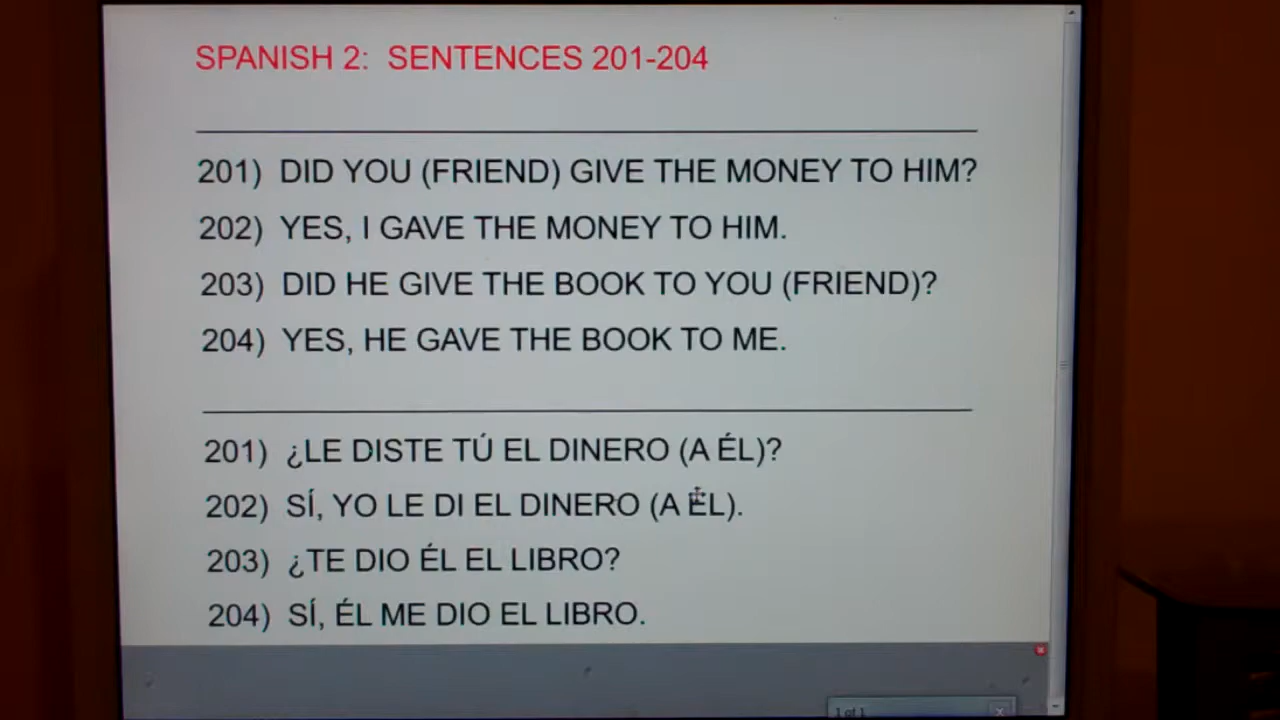 SPANISH 2: SENTENCES 201-204
201) DID YOU (FRIEND) GIVE THE MONEY TO HIM?
202) YES, I GAVE THE MONEY TO HIM.
203) DID HE GIVE THE BOOK TO YOU (FRIEND)?
204) YES, HE GAVE THE BOOK TO ME.
201) ¿LE DISTE TÚ EL DINERO (A ÉL)?
202) SÍ, YO LE DI EL DINERO (A ÉL).
203) ¿TE DIO ÉL EL LIBRO?
204) SÍ, ÉL ME DIO EL LIBRO.
1 of 1